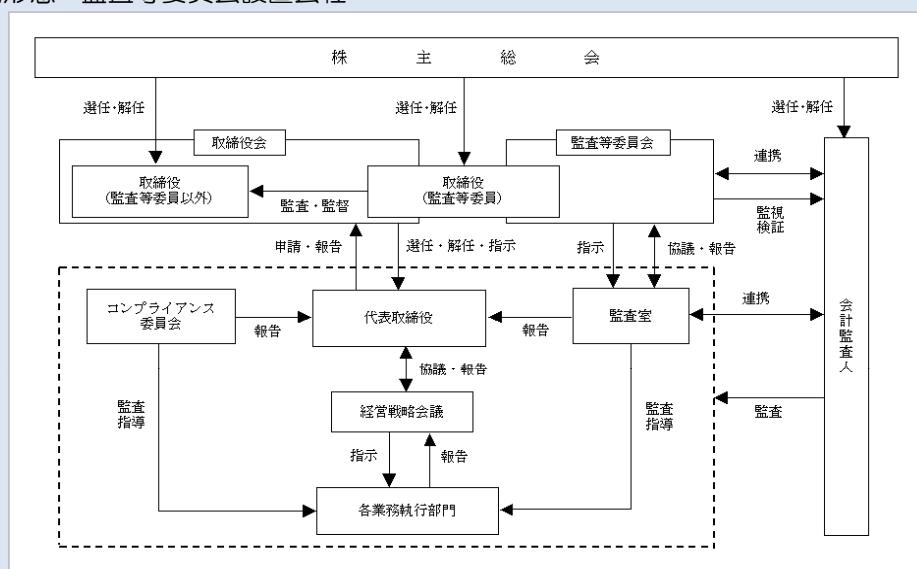 監査等委員会設置会社
株主総会
選任・解任
選任・解任
選任・解任
取締役会
監査等委員会
取締役
(監査等委員以外)
監査・監督
取締役
(監査等委員)
連携
監視
検証
申請・報告
選任・解任・指示
指示
協議・報告
コンプライアンス
委員会
報告
代表取締役
報告
監査室
連携
会計監査人
協議・報告
監査
指導
経営戦略会議
監査
指導
監査
指示
報告
各業務執行部門